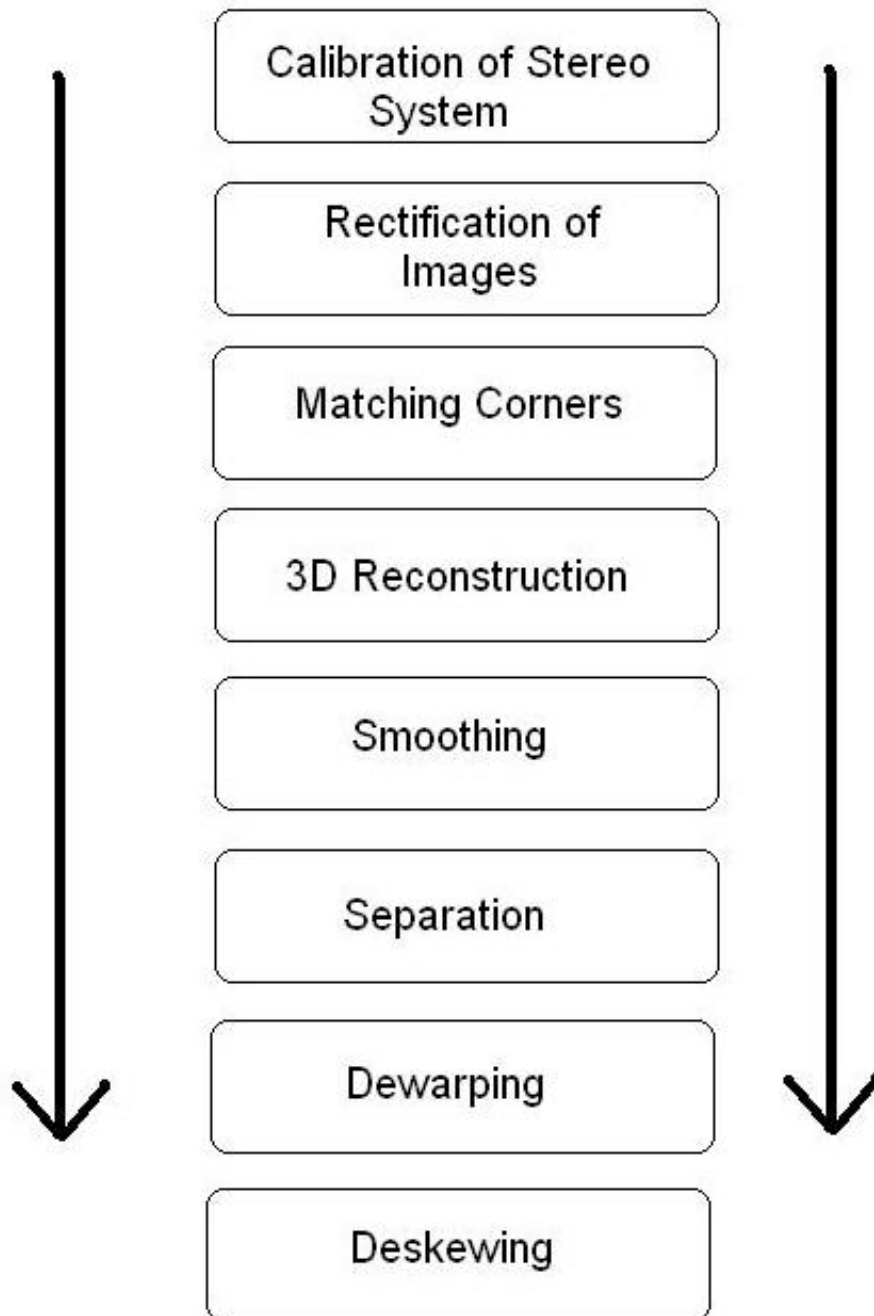 Calibration of Stereo
System
Rectification of
Images
Matching Corners
3D Reconstruction
Smoothing
Separation
Dewarping
Deskewing